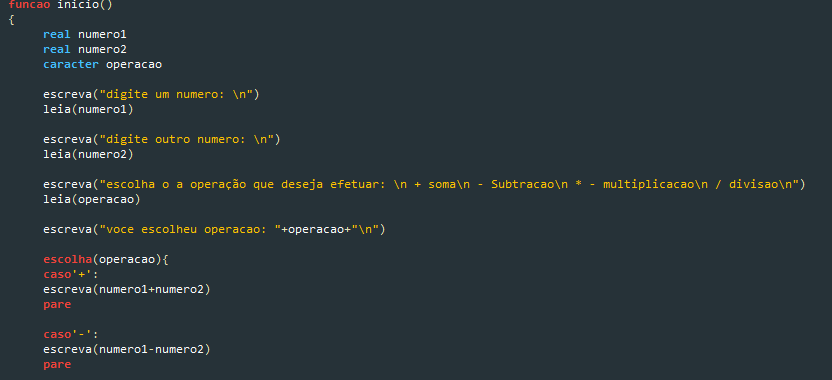 funcao inicio()
{
real numero1
real numero2
caracter operacao
escreva("digite um numero: \n")
leia(numero1)
escreva("digite outro numero: \n")
leia(numero2)
escreva("escolha o a operação que deseja efetuar: \n + soma\n - Subtracao\n * - multiplicacao\n / divisao\n")
leia(operacao)
escreva("voce escolheu operacao: "+operacao+"\n")
escolha(operacao){
caso'+':
escreva(numero1+numero2)
pare
caso'-':
escreva(numero1-numero2)
pare